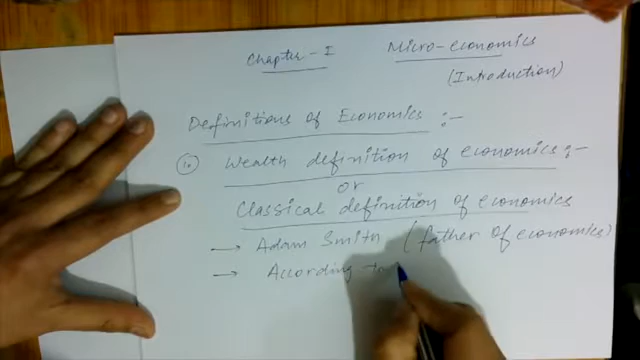 Chapter - I Micro-economics
(Introduction)
Definitions of Economics :-
1. Wealth definition of economics :-
or
Classical definition of economics
→ Adam Smith (father of economics)
→ According to